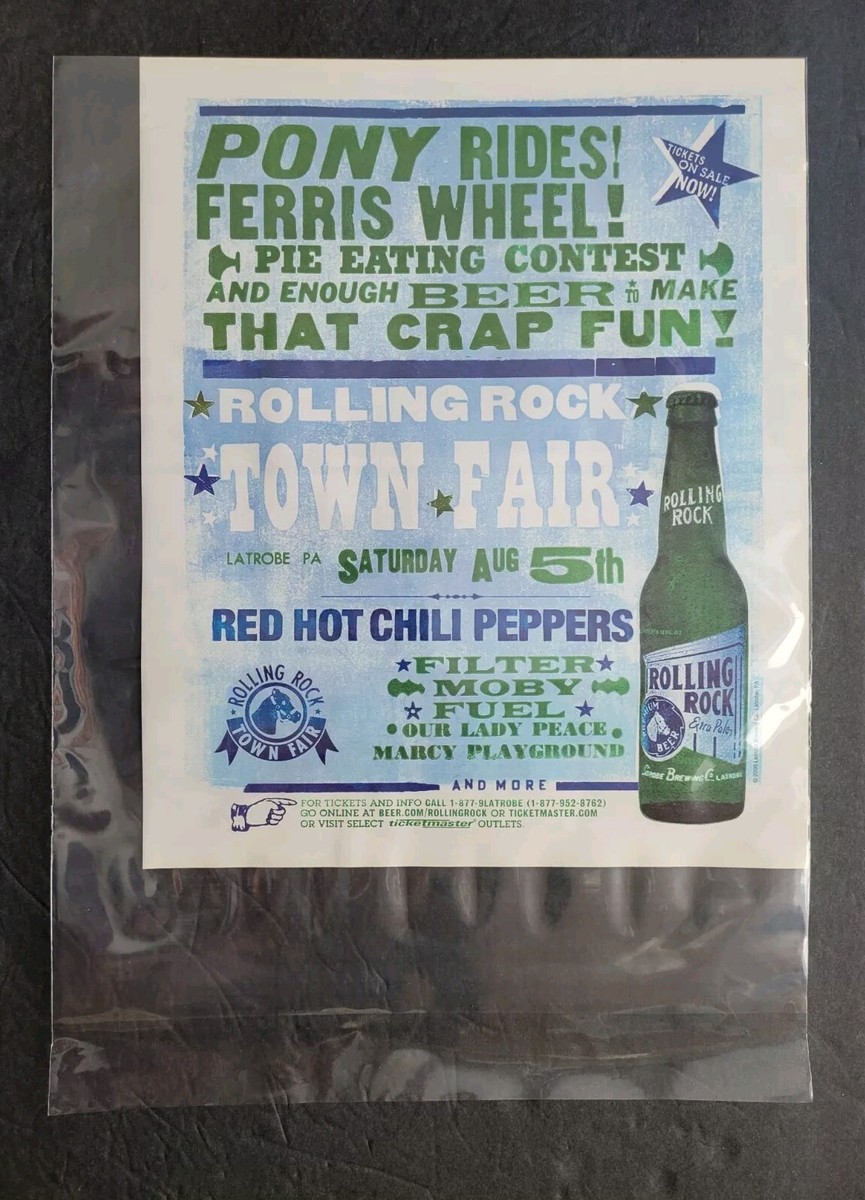 PONY RIDES!
TICKETS
ON SALE
NOW!
FERRIS WHEEL!
PIE EATING CONTEST
AND ENOUGH BEER TO MAKE
THAT CRAP FUN!
ROLLING ROCK
TOWN FAIR
LATROBE PA SATURDAY AUG 5th
RED HOT CHILI PEPPERS
FILTER
MOBY
FUEL
OUR LADY PEACE
MARCY PLAYGROUND
AND MORE
ROLLING ROCK
TOWN FAIR
ROLLING
ROCK
ROLLING
ROCK
Extra Pale
PREMIUM
BEER
LATROBE BREWING CO. LATROBE
FOR TICKETS AND INFO CALL 1-877-9LATROBE (1-877-952-8762)
GO ONLINE AT BEER.COM/ROLLINGROCK OR TICKETMASTER.COM
OR VISIT SELECT ticketmaster OUTLETS.